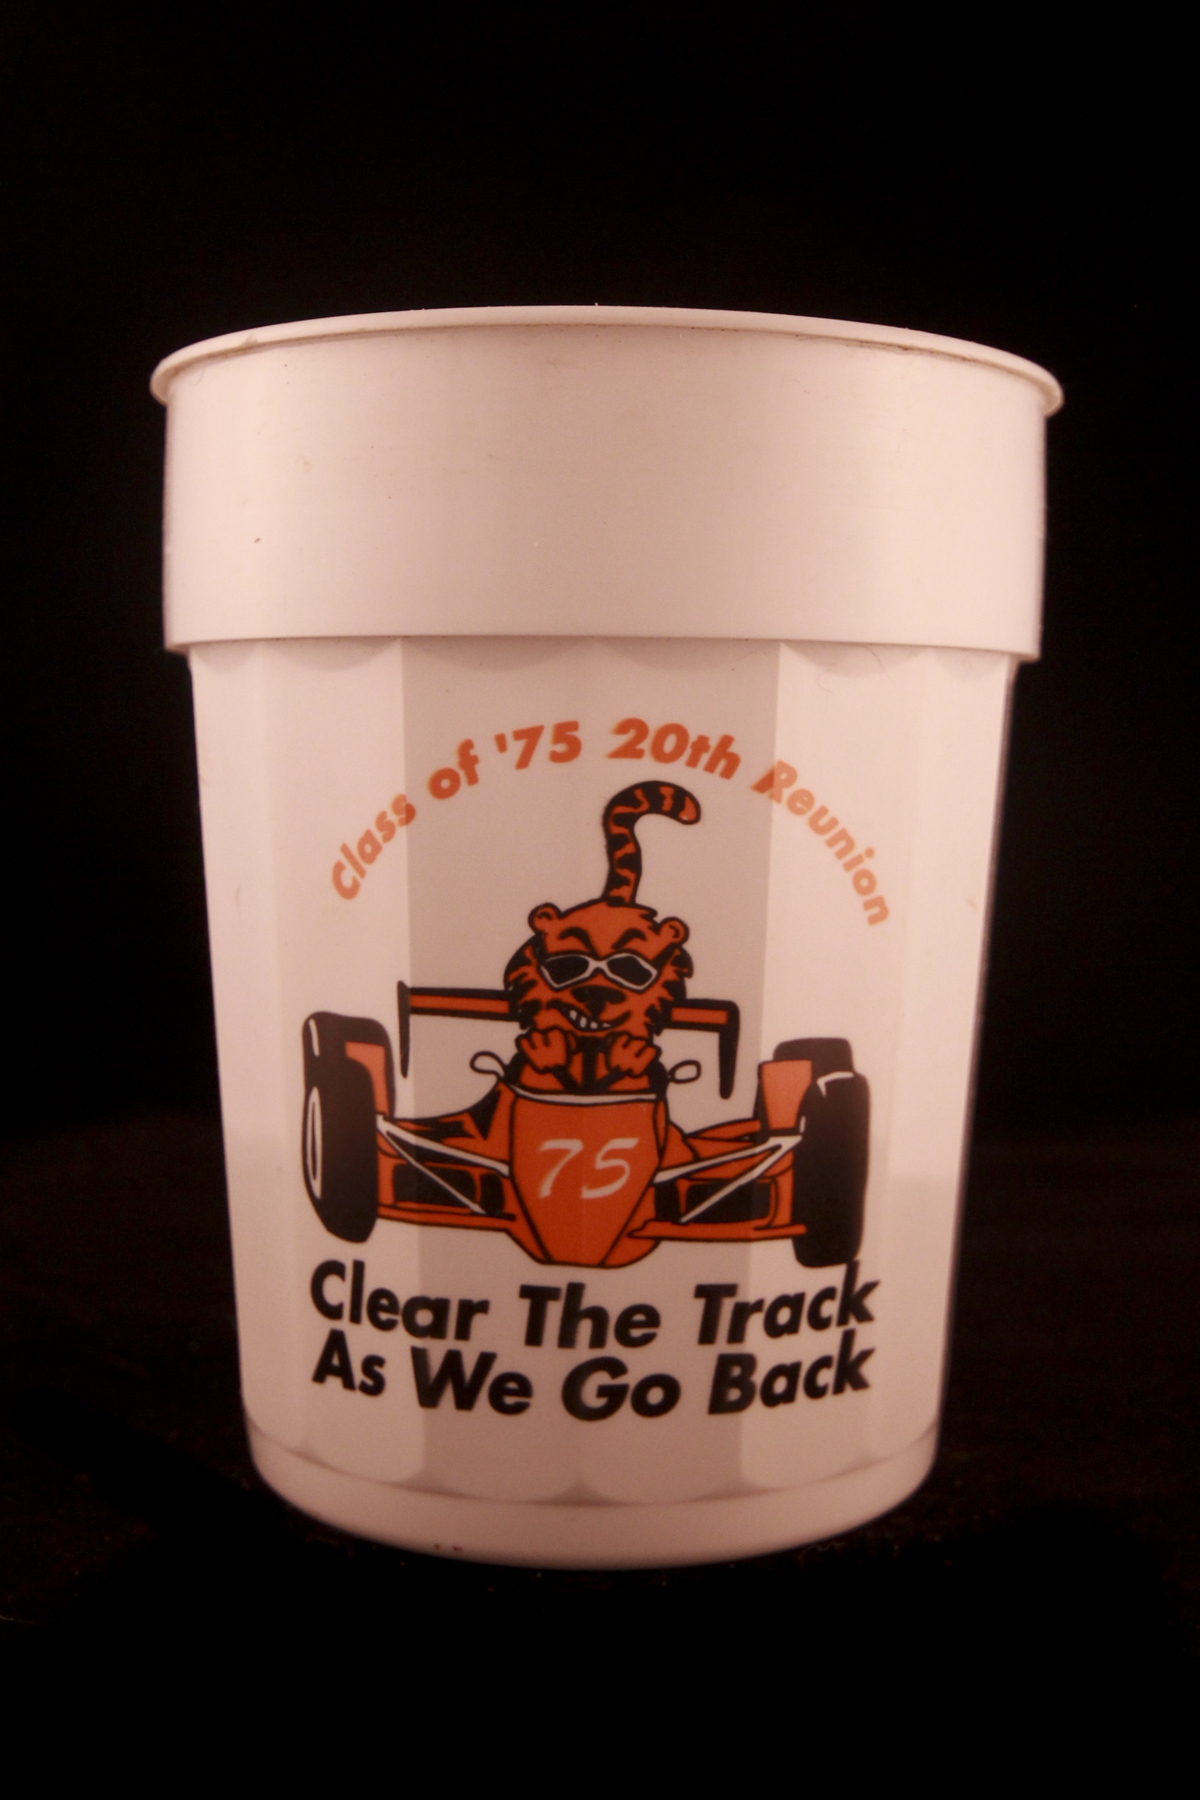 Class of '75 20th Reunion
75
Clear The Track
As We Go Back